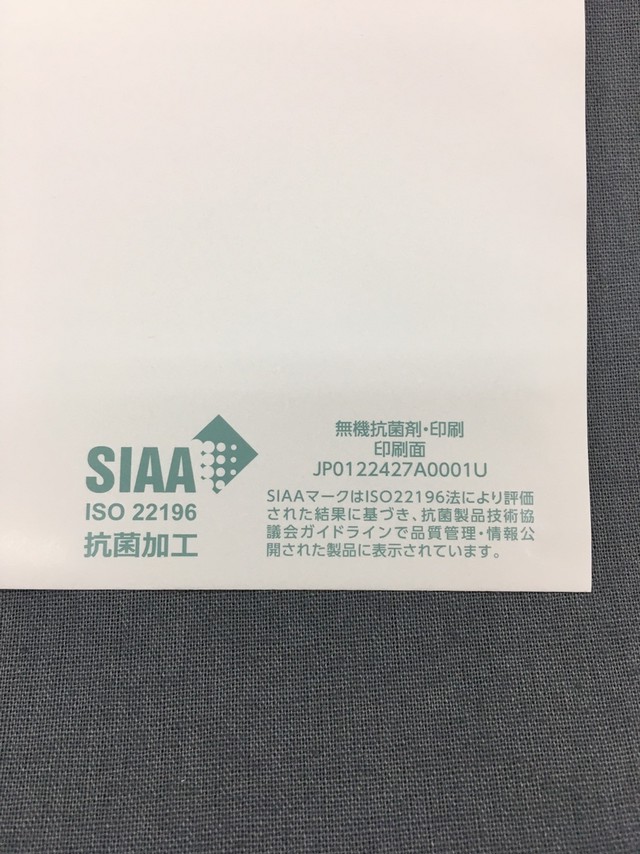 SIAA
ISO 22196
抗菌加工
無機抗菌剤・印刷
印刷面
JP0122427A0001U
SIAAマークはISO22196法により評価
された結果に基づき、抗菌製品技術協
議会ガイドラインで品質管理・情報公
開された製品に表示されています。